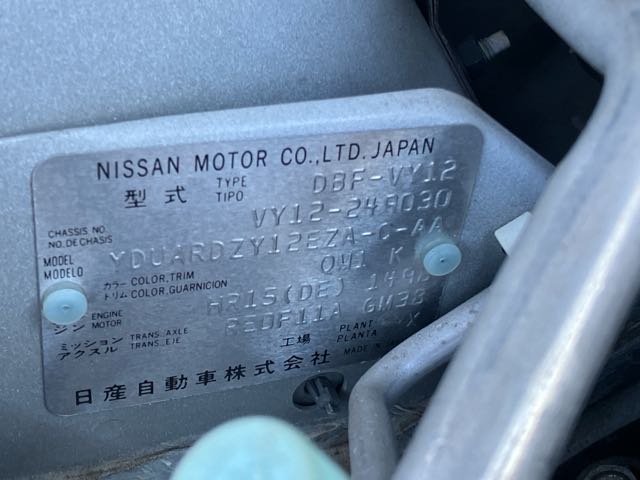 NISSAN MOTOR CO.,LTD. JAPAN
型式 TYPE TIPO DBF-VY12
CHASSIS NO. NO. DE CHASIS VY12-249030
MODEL MODELO YDUARDZY12EZA-C-AA
カラー トリム COLOR, TRIM COLOR, GUARNICION QM1 K
ENGINE MOTOR HR15(DE) 149
ミッション アクスル TRANS./AXLE TRANS./EJE RE0F11A GM38
工場 PLANT PLANTA
日産自動車株式会社 MADE